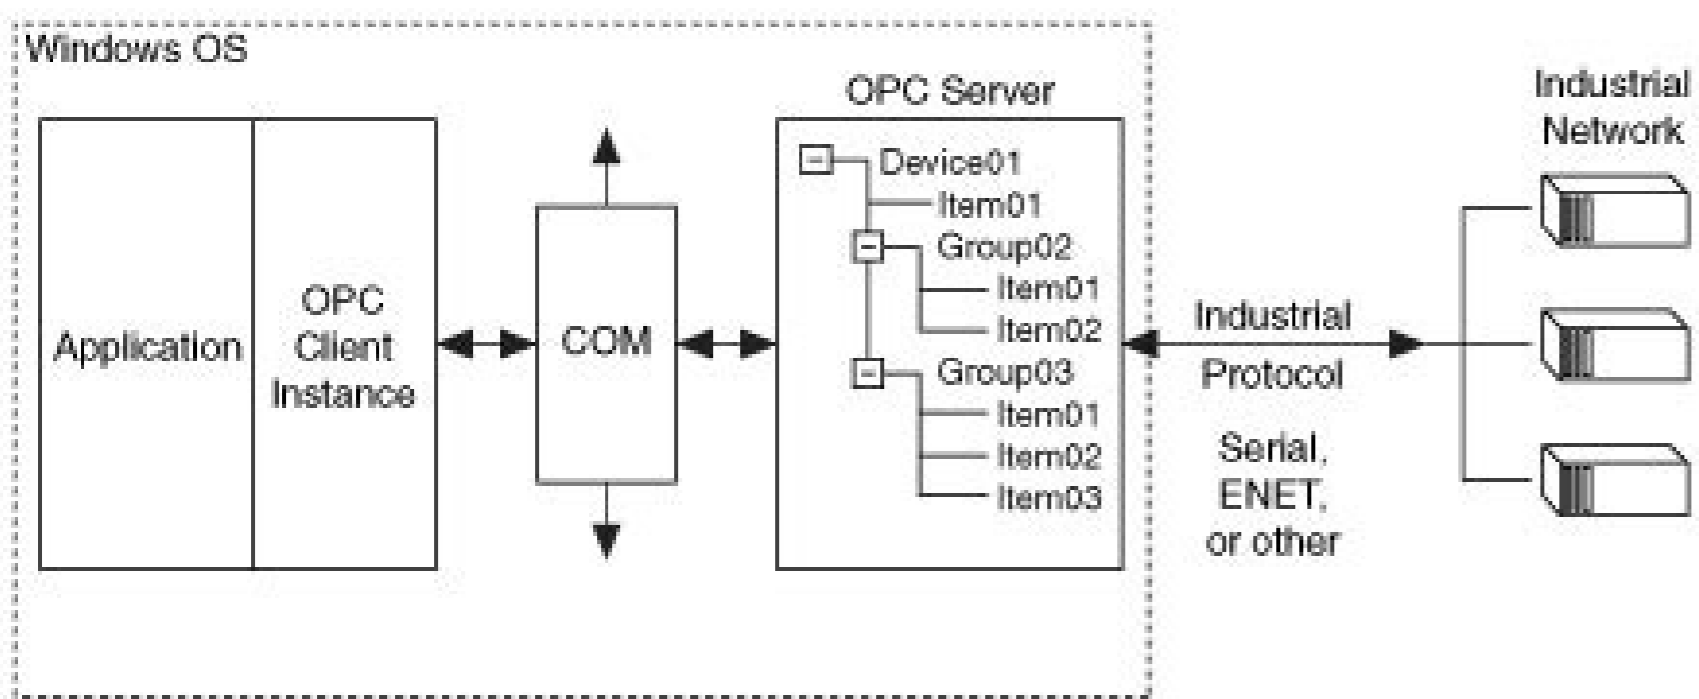 Windows OS
Application
OPC
Client
Instance
COM
OPC Server
Device01
Item01
Group02
Item01
Item02
Group03
Item01
Item02
Item03
Industrial
Protocol
Serial,
ENET,
or other
Industrial
Network